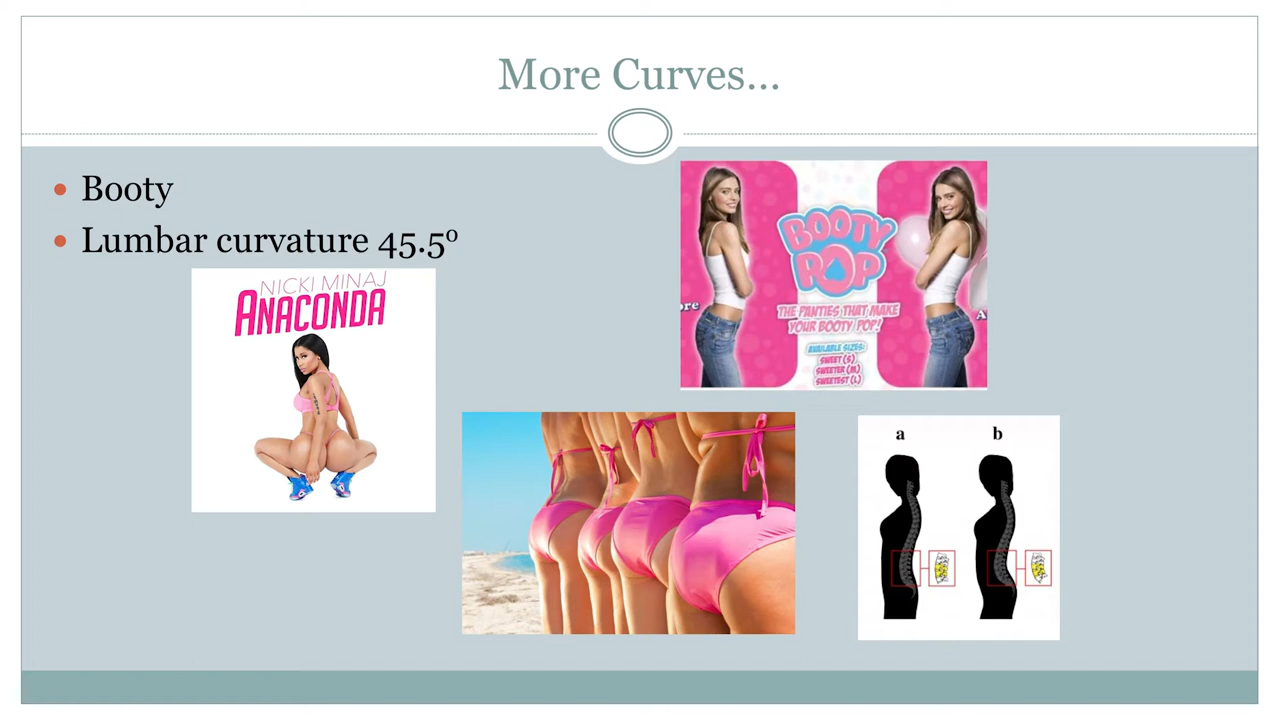 More Curves...
Booty
Lumbar curvature 45.5º
NICKI MINAJ
ANACONDA
BOOTY
POP
THE PANTIES THAT MAKE
YOUR BOOTY POP!
AVAILABLE SIZES:
SWEET (S)
SWEETER (M)
SWEETEST (L)
a b